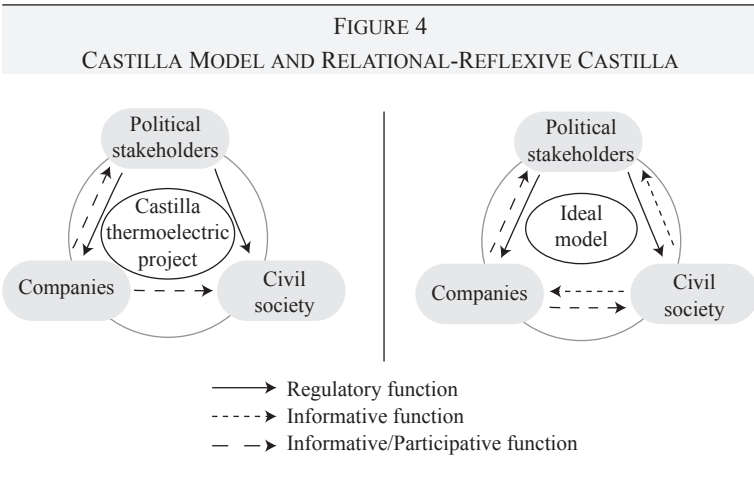 FIGURE 4
CASTILLA MODEL AND RELATIONAL-REFLEXIVE CASTILLA
Political
stakeholders
Castilla
thermoelectric
project
Companies
Civil
society
Political
stakeholders
Ideal
model
Companies
Civil
society
Regulatory function
Informative function
Informative/Participative function